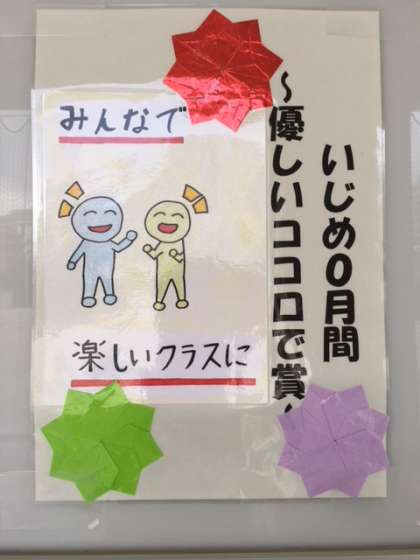 いじめ0月間
～優しいココロで賞～
みんなで
楽しいクラスに